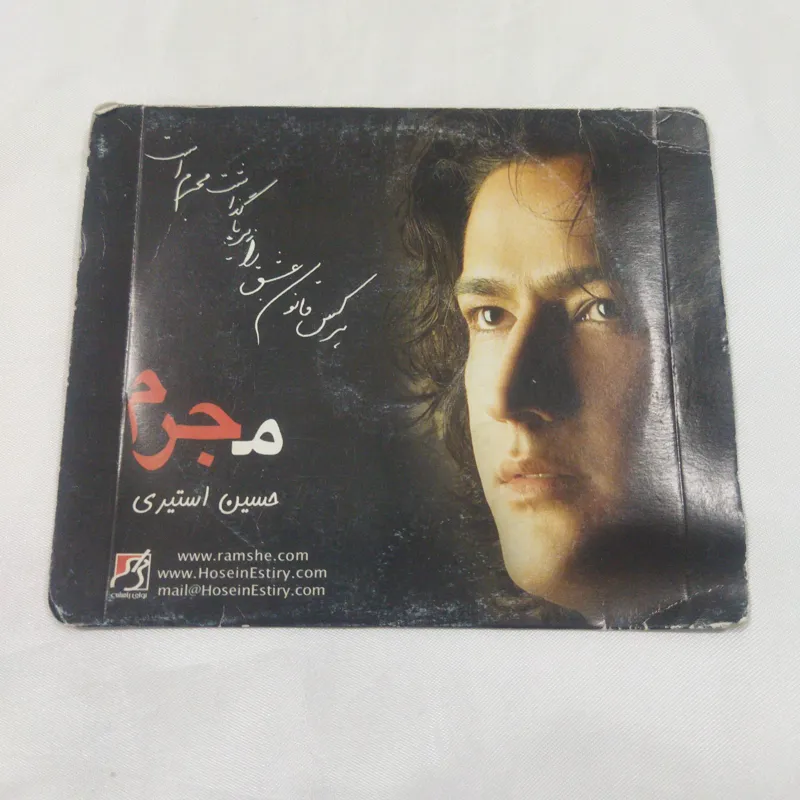 هر کس قانون عشق را زیر پا گذاشت مجرم است
مجرم
حسین استیری
www.ramshe.com
www.HoseinEstiry.com
mail@HoseinEstiry.com